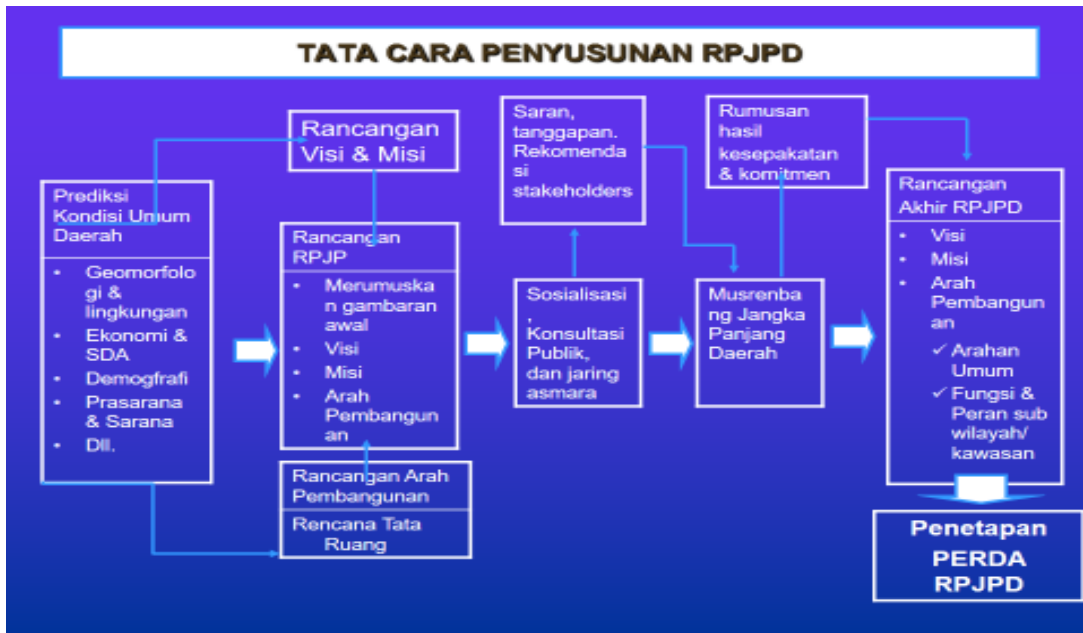 TATA CARA PENYUSUNAN RPJPD
Prediksi
Kondisi Umum
Daerah
• Geomorfolo
gi &
lingkungan
• Ekonomi &
SDA
• Demogfrafi
• Prasarana
& Sarana
• Dll.
Rancangan
Visi & Misi
Rancangan
RPJP
• Merumuska
n gambaran
awal
• Visi
• Misi
• Arah
Pembangun
an
Rancangan Arah
Pembangunan
Rencana Tata
Ruang
Saran,
tanggapan.
Rekomenda
si
stakeholders
Sosialisasi
,
Konsultasi
Publik,
dan jaring
asmara
Rumusan
hasil
kesepakatan
& komitmen
Musrenba
ng Jangka
Panjang
Daerah
Rancangan
Akhir RPJPD
• Visi
• Misi
• Arah
Pembangun
an
✓ Arahan
Umum
✓ Fungsi &
Peran sub
wilayah/
kawasan
Penetapan
PERDA
RPJPD